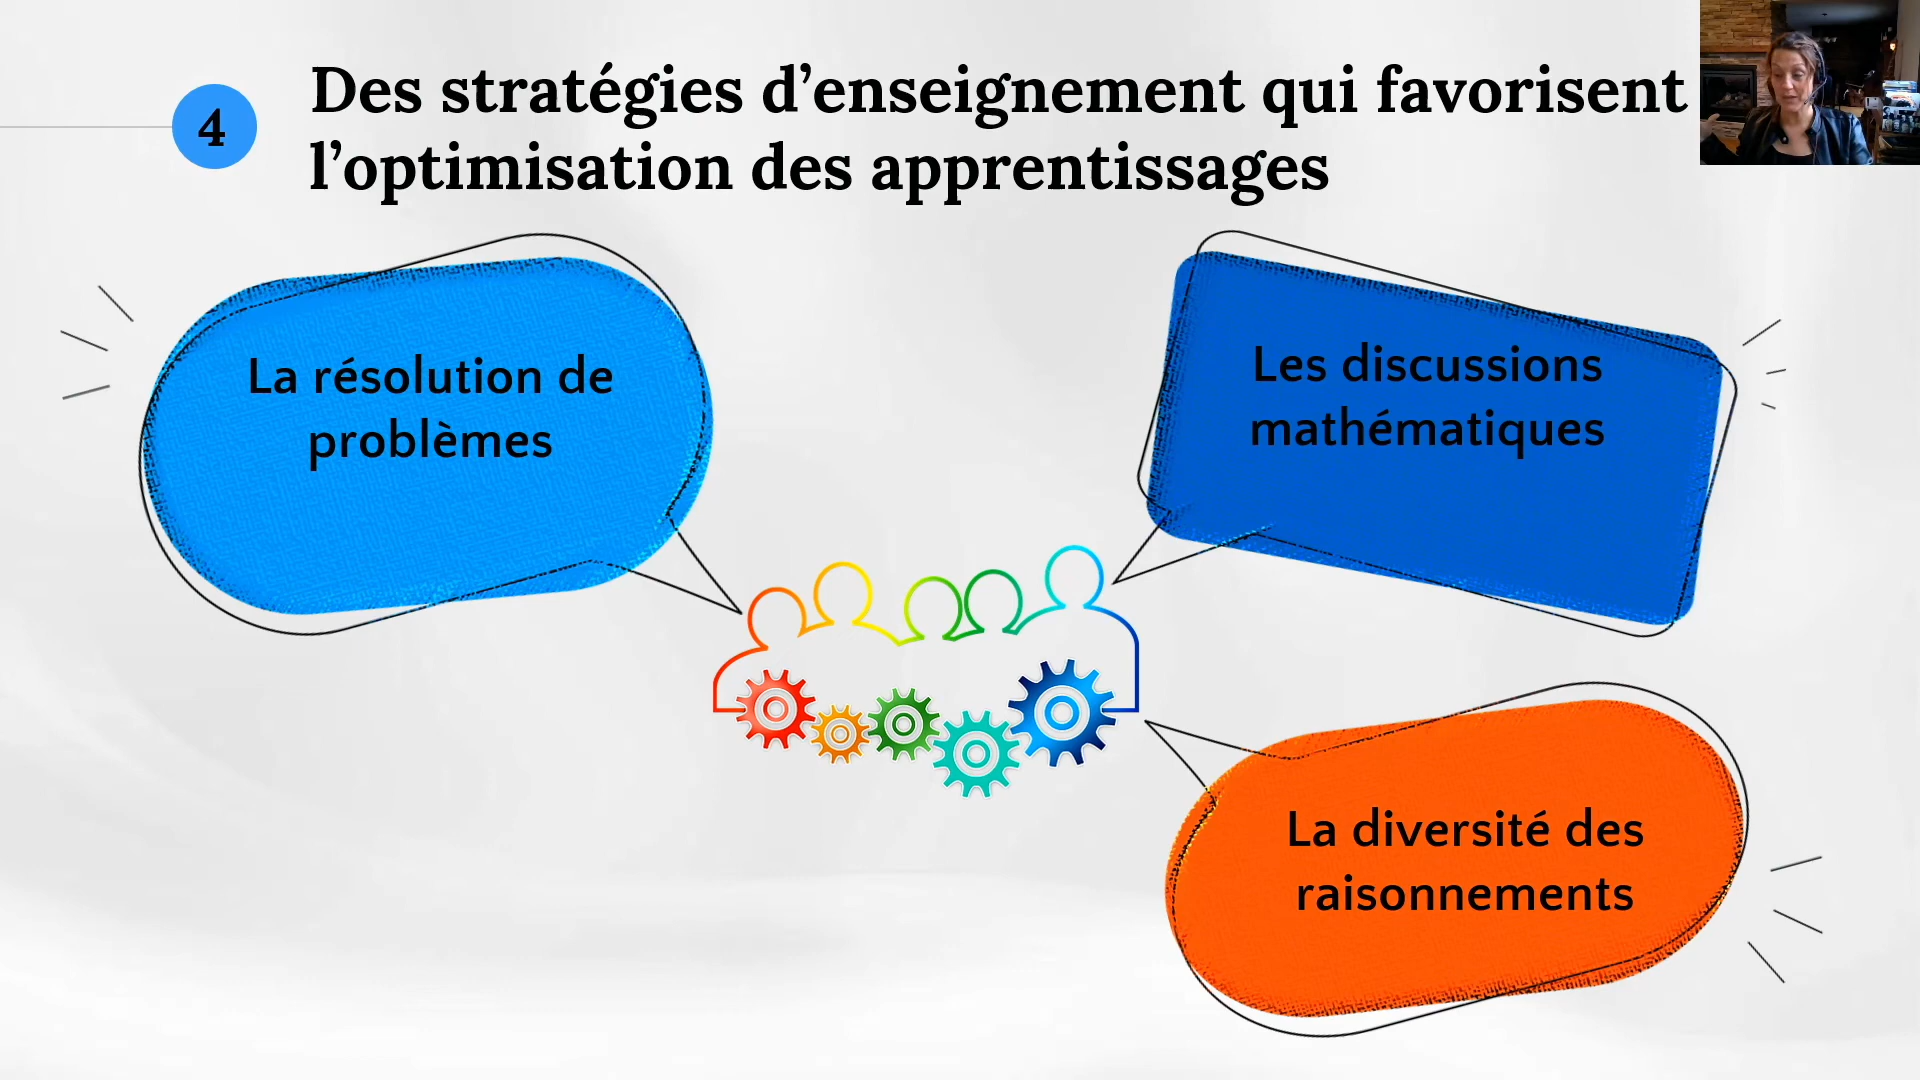 4
Des stratégies d’enseignement qui favorisent
l’optimisation des apprentissages
La résolution de
problèmes
Les discussions
mathématiques
La diversité des
raisonnements